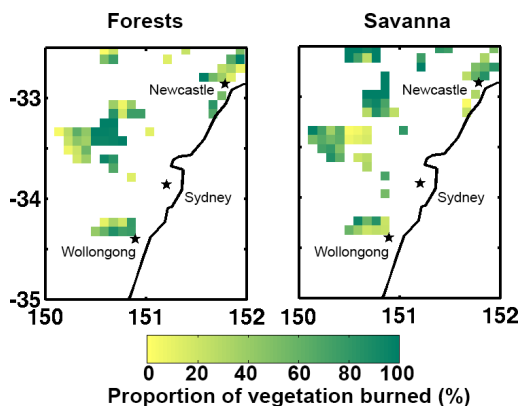 Forests
Savanna
Newcastle
Newcastle
-33
Sydney
Sydney
-34
Wollongong
Wollongong
-35
150 151 152
150 151 152
0 20 40 60 80 100
Proportion of vegetation burned (%)